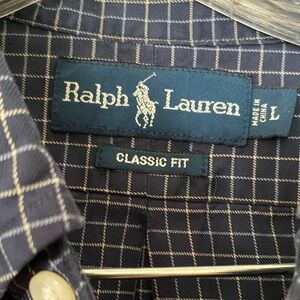 Ralph Lauren
MADE IN
CHINA
L
CLASSIC FIT